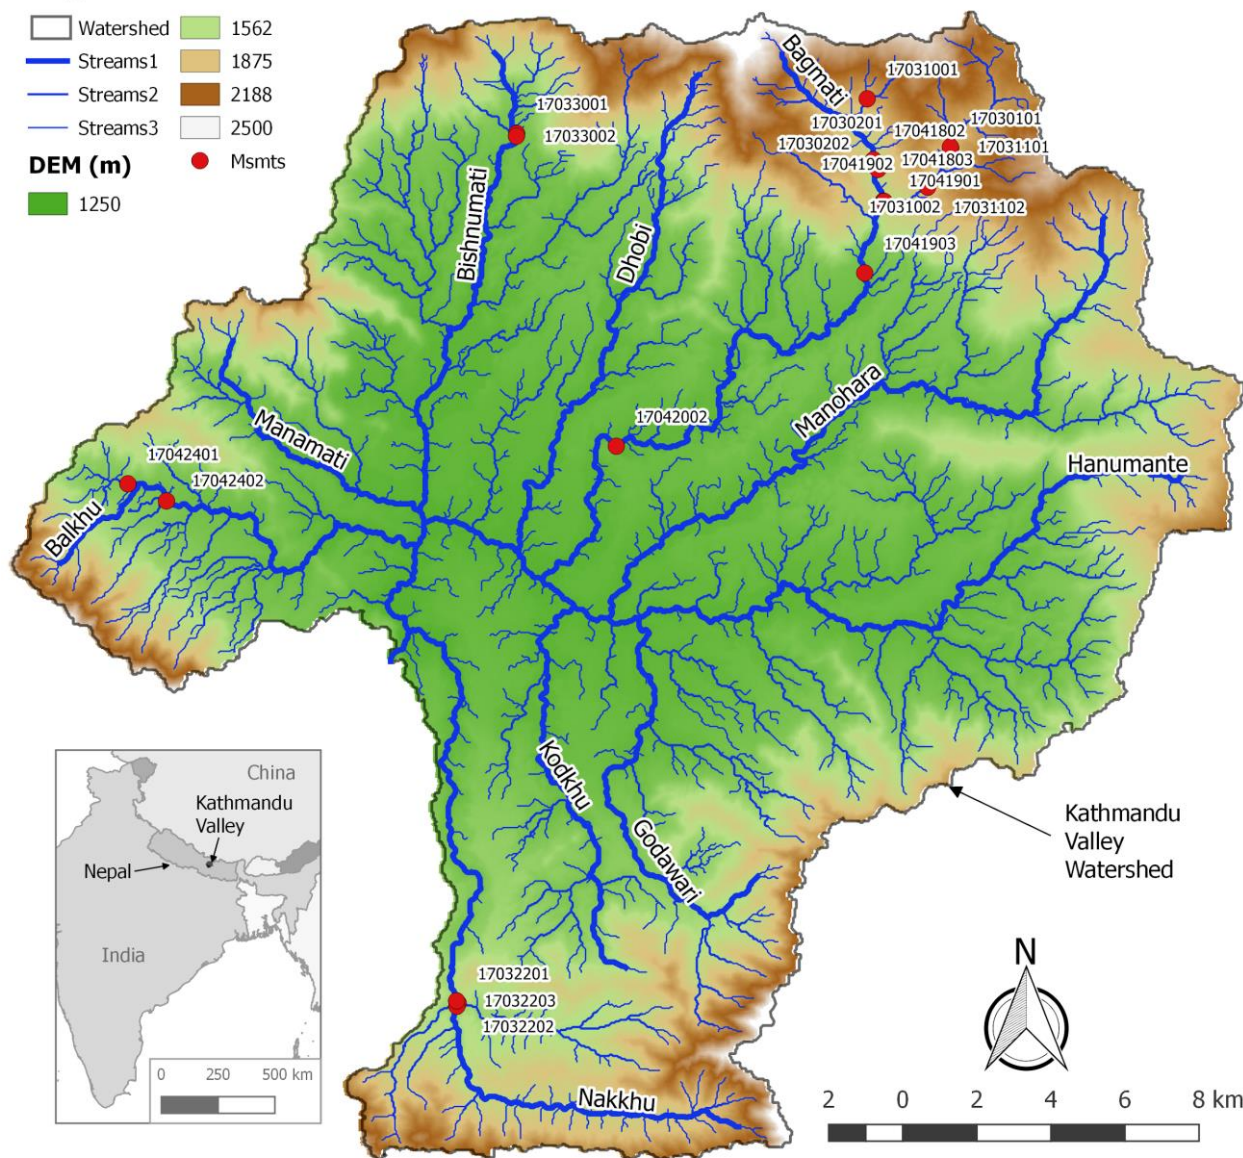 Watershed
1562
Streams1
1875
Streams2
2188
Streams3
2500
DEM (m)
Msmts
1250
Bagmati
17031001
17033001
17033002
17030201
17041802
17030101
17030202
17031101
17041902
17041803
17041901
17031002
17031102
17041903
Bishnumati
Dhobi
Manohara
Manamati
17042002
17042401
17042402
Hanumante
Balkhu
Kodkhu
Godawari
Kathmandu
Valley
Watershed
China
Kathmandu
Valley
Nepal
India
0 250 500 km
17032201
17032203
17032202
Nakkhu
N
2 0 2 4 6 8 km